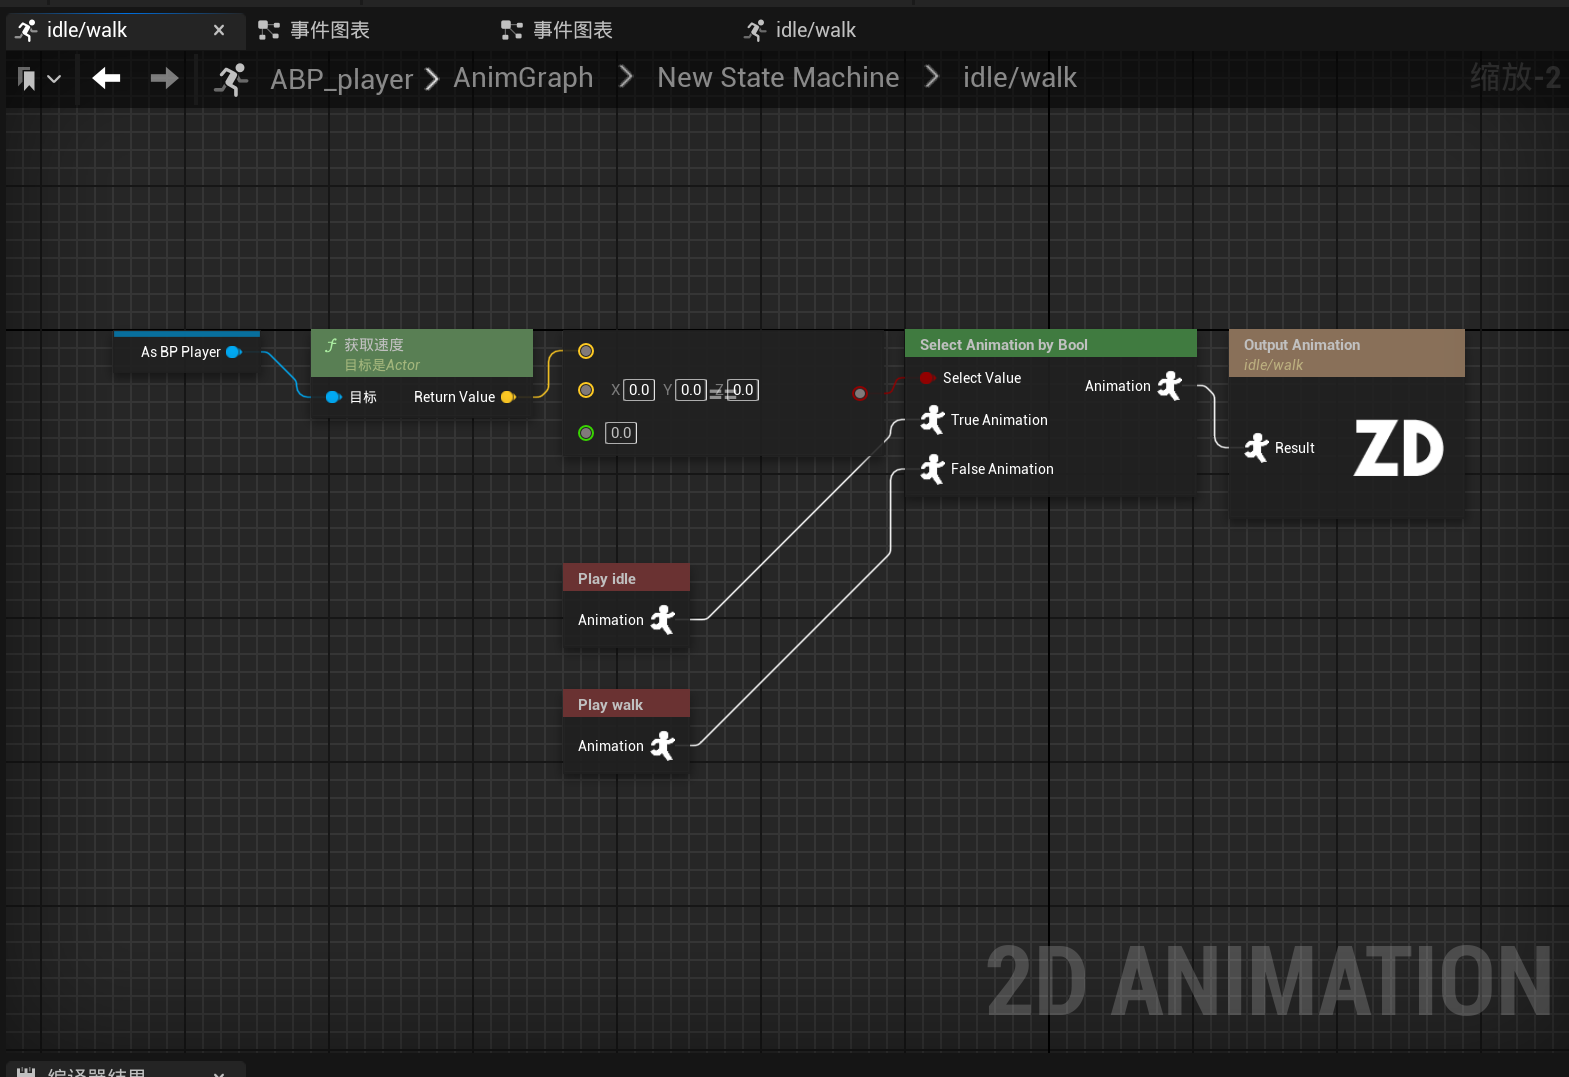 idle/walk
事件图表
事件图表
idle/walk
ABP_player > AnimGraph > New State Machine > idle/walk
缩放-2
As BP Player
f 获取速度
目标是Actor
目标
Return Value
X 0.0 Y 0.0 Z 0.0
==
0.0
Select Animation by Bool
Select Value
Animation
True Animation
False Animation
Output Animation
idle/walk
Result
ZD
Play idle
Animation
Play walk
Animation
2D ANIMATION
编译器结果